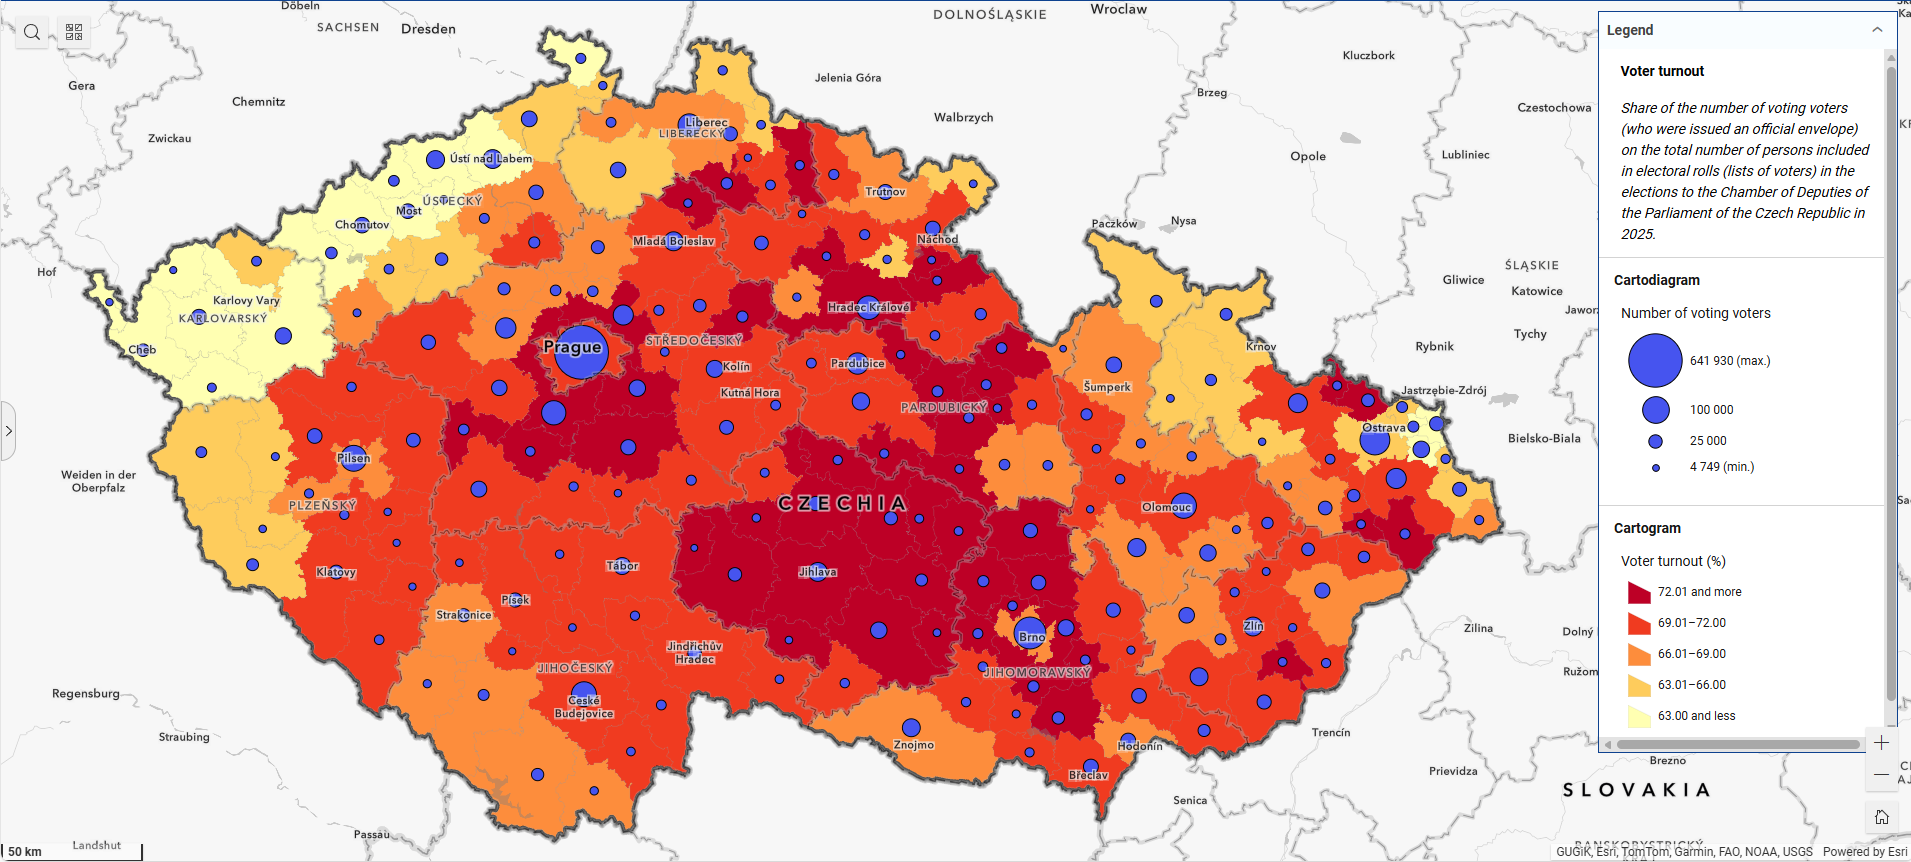 Döbeln
SACHSEN
Dresden
DOLNOŚLĄSKIE
Wroclaw
Kluczbork
Gera
Chemnitz
Jelenia Góra
Brzeg
Czestochowa
Zwickau
Walbrzych
Opole
Lubliniec
Liberec
LIBERECKÝ
Ústí nad Labem
Trutnov
ÚSTECKÝ
Most
Chomutov
Paczków
Nysa
Mladá Boleslav
Náchod
Hof
ŚLĄSKIE
Gliwice
Katowice
Jaworz
Karlovy Vary
KARLOVARSKÝ
Hradec Králové
Tychy
Cheb
Prague
STŘEDOČESKÝ
Rybnik
Krnov
Kolín
Pardubice
Šumperk
Kutná Hora
Jastrzębie-Zdrój
PARDUBICKÝ
Ostrava
Bielsko-Biala
Pilsen
Weiden in der
Oberpfalz
PLZEŇSKÝ
CZECHIA
Olomouc
Klatovy
Tábor
Jihlava
Písek
Strakonice
Zlín
Brno
Zilina
Dolný
Jindřichův
Hradec
JIHOČESKÝ
JIHOMORAVSKÝ
Ružom
Regensburg
České
Budejovice
Straubing
Znojmo
Hodonín
Trencín
Břeclav
Prievidza
Brezno
SLOVAKIA
Senica
Passau
Landshut
BANSKOBYSTRICKÝ
50 km
GUGiK, Esri, TomTom, Garmin, FAO, NOAA, USGS
Powered by Esri
Legend
Voter turnout
Share of the number of voting voters
(who were issued an official envelope)
on the total number of persons included
in electoral rolls (lists of voters) in the
elections to the Chamber of Deputies of
the Parliament of the Czech Republic in
2025.
Cartodiagram
Number of voting voters
641 930 (max.)
100 000
25 000
4 749 (min.)
Cartogram
Voter turnout (%)
72.01 and more
69.01–72.00
66.01–69.00
63.01–66.00
63.00 and less